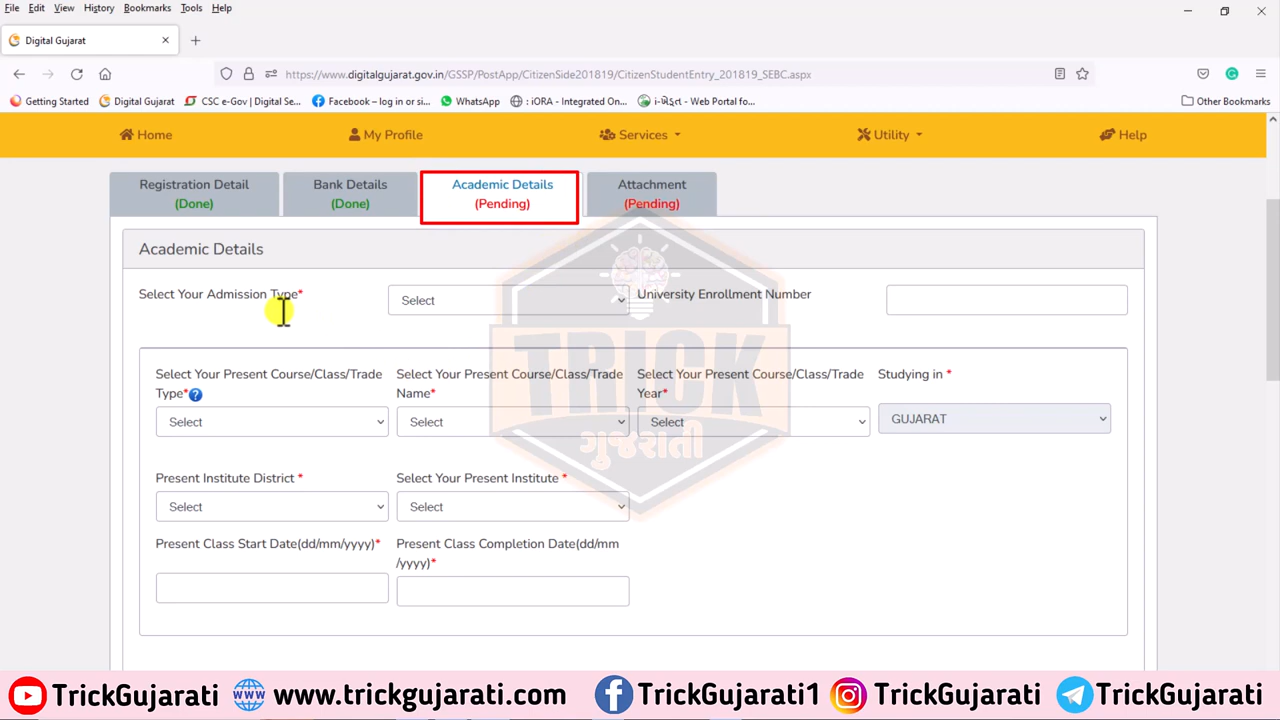 File Edit View History Bookmarks Tools Help
Digital Gujarat
https://www.digitalgujarat.gov.in/GSSP/PostApp/CitizenSide201819/CitizenStudentEntry_201819_SEBC.aspx
Getting Started Digital Gujarat CSC e-Gov | Digital Se... Facebook – log in or si... WhatsApp : iORA - Integrated On... i-ખેડૂત - Web Portal fo... Other Bookmarks
Home My Profile Services Utility Help
Registration Detail Bank Details Academic Details Attachment
(Done) (Done) (Pending) (Pending)
Academic Details
Select Your Admission Type* Select University Enrollment Number
Select Your Present Course/Class/Trade Type* Select Your Present Course/Class/Trade Name* Select Your Present Course/Class/Trade Year* Studying in *
Select Select Select GUJARAT
TRICK
ગુજરાતી
Present Institute District * Select Your Present Institute *
Select Select
Present Class Start Date(dd/mm/yyyy)* Present Class Completion Date(dd/mm/yyyy)*
TrickGujarati www.trickgujarati.com TrickGujarati1 TrickGujarati TrickGujarati